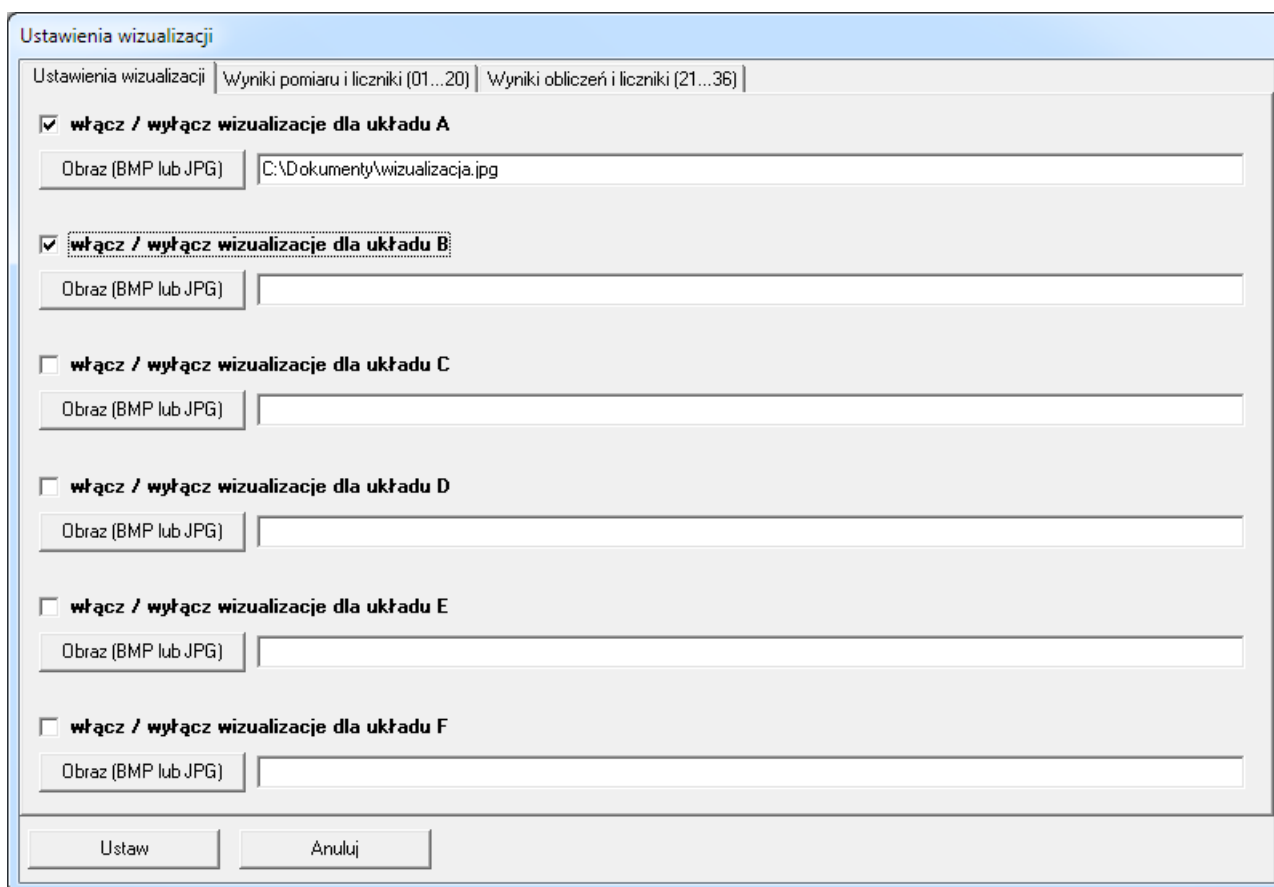 Ustawienia wizualizacji
Ustawienia wizualizacji Wyniki pomiaru i liczniki (01...20) Wyniki obliczeń i liczniki (21...36)
włącz / wyłącz wizualizacje dla układu A
Obraz (BMP lub JPG) C:\Dokumenty\wizualizacja.jpg
włącz / wyłącz wizualizacje dla układu B
Obraz (BMP lub JPG)
włącz / wyłącz wizualizacje dla układu C
Obraz (BMP lub JPG)
włącz / wyłącz wizualizacje dla układu D
Obraz (BMP lub JPG)
włącz / wyłącz wizualizacje dla układu E
Obraz (BMP lub JPG)
włącz / wyłącz wizualizacje dla układu F
Obraz (BMP lub JPG)
Ustaw Anuluj